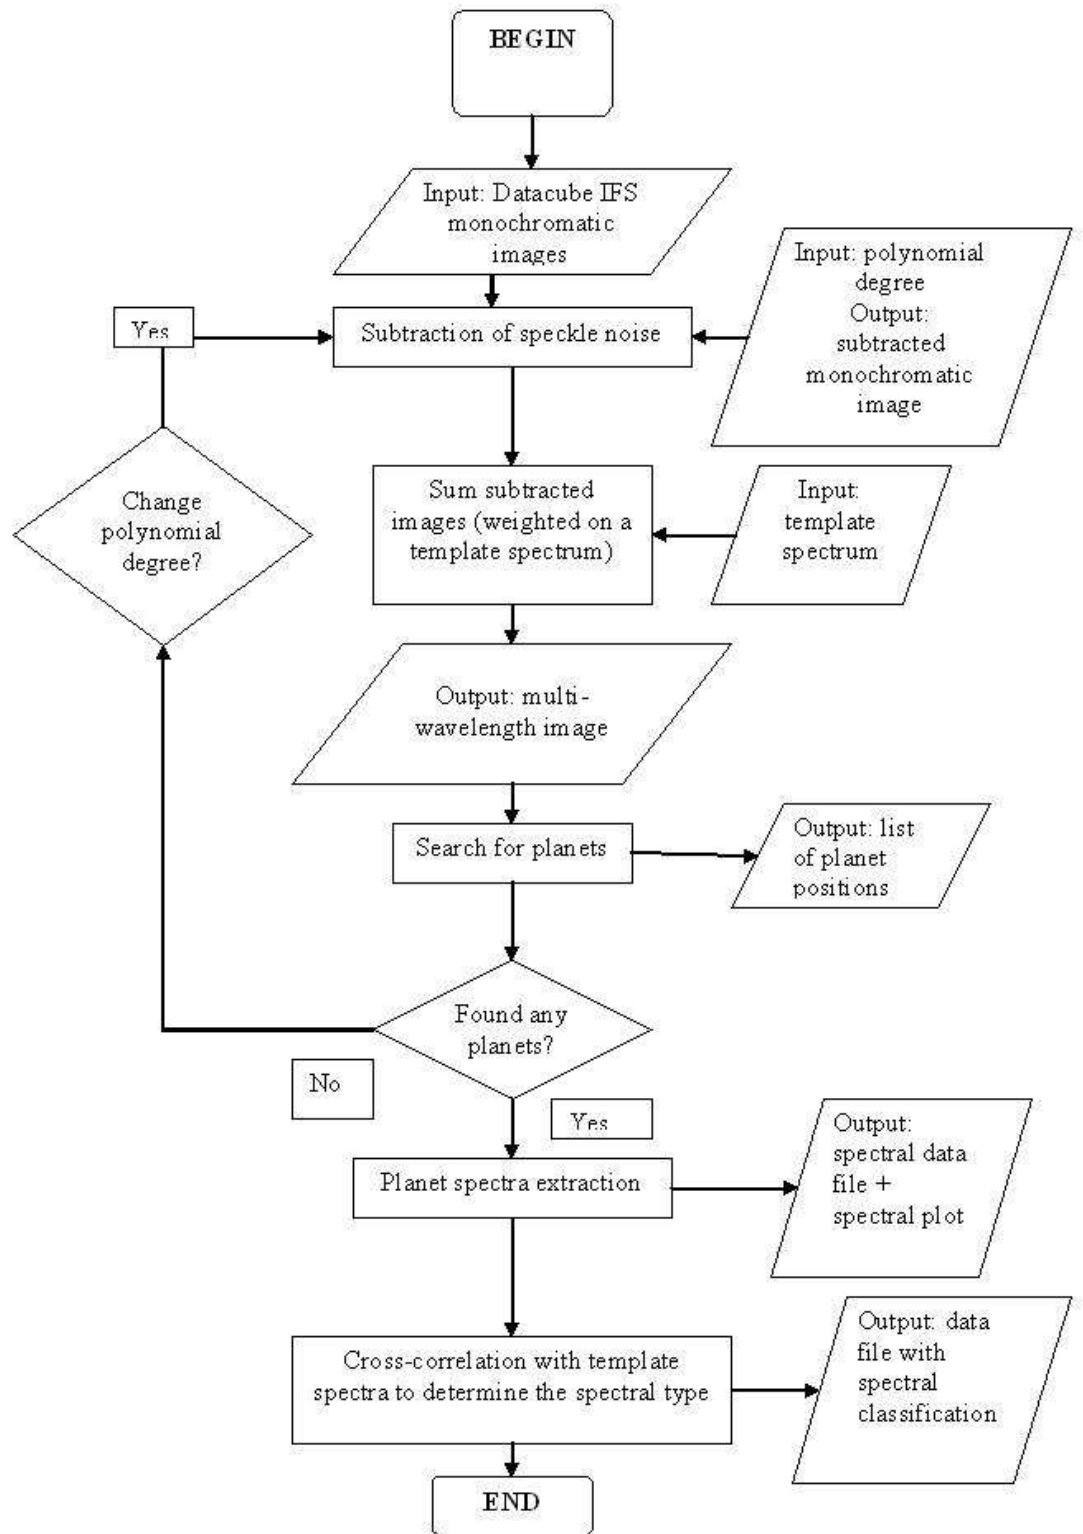 BEGIN
Input: Datacube IFS
monochromatic
images
Input: polynomial
degree
Output:
subtracted
monochromatic
image
Yes
Subtraction of speckle noise
Change
polynomial
degree?
Sum subtracted
images (weighted on a
template spectrum)
Input:
template
spectrum
Output: multi-
wavelength image
Search for planets
Output: list
of planet
positions
Found any
planets?
No
Yes
Planet spectra extraction
Output:
spectral data
file +
spectral plot
Cross-correlation with template
spectra to determine the spectral type
Output: data
file with
spectral
classification
END